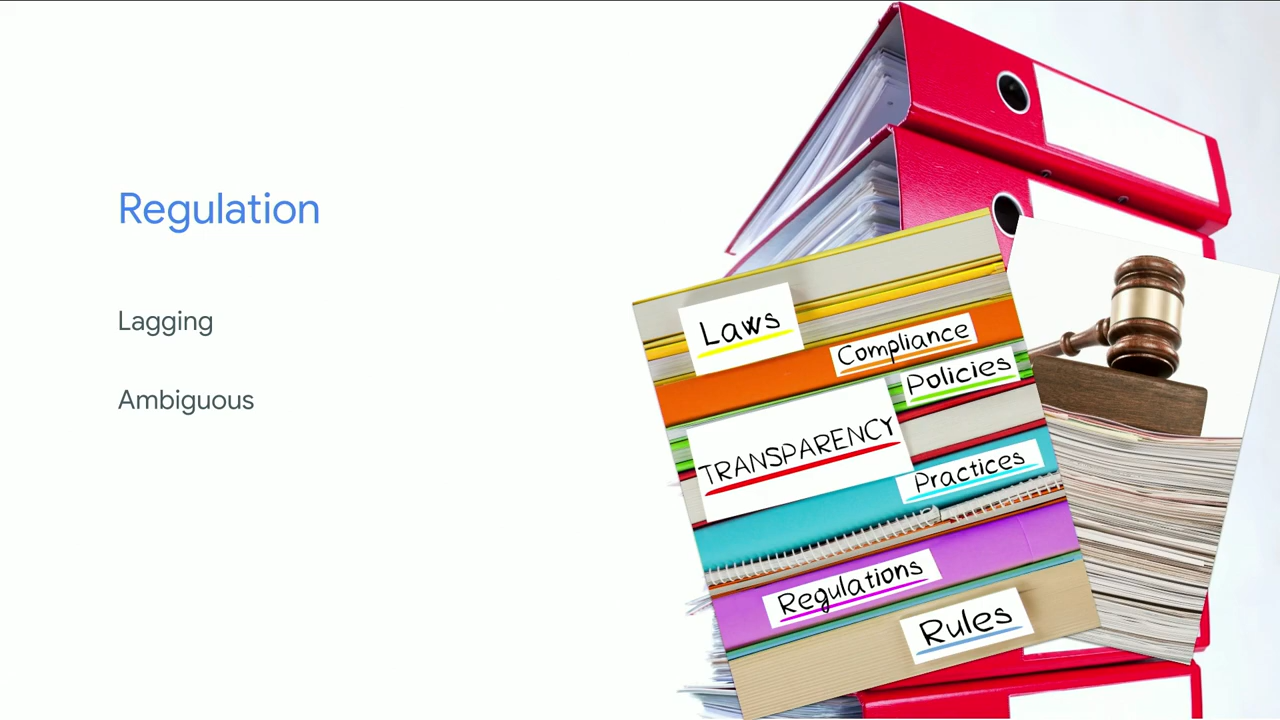 Regulation
Lagging
Ambiguous
Laws
Compliance
Policies
TRANSPARENCY
Practices
Regulations
Rules